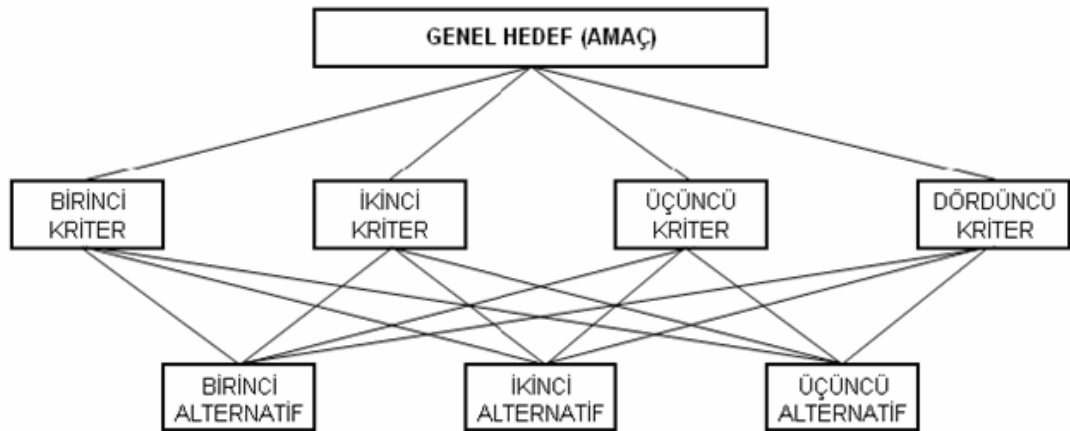 GENEL HEDEF (AMAÇ)
BİRİNCİ
KRİTER
İKİNCİ
KRİTER
ÜÇÜNCÜ
KRİTER
DÖRDÜNCÜ
KRİTER
BİRİNCİ
ALTERNATİF
İKİNCİ
ALTERNATİF
ÜÇÜNCÜ
ALTERNATİF